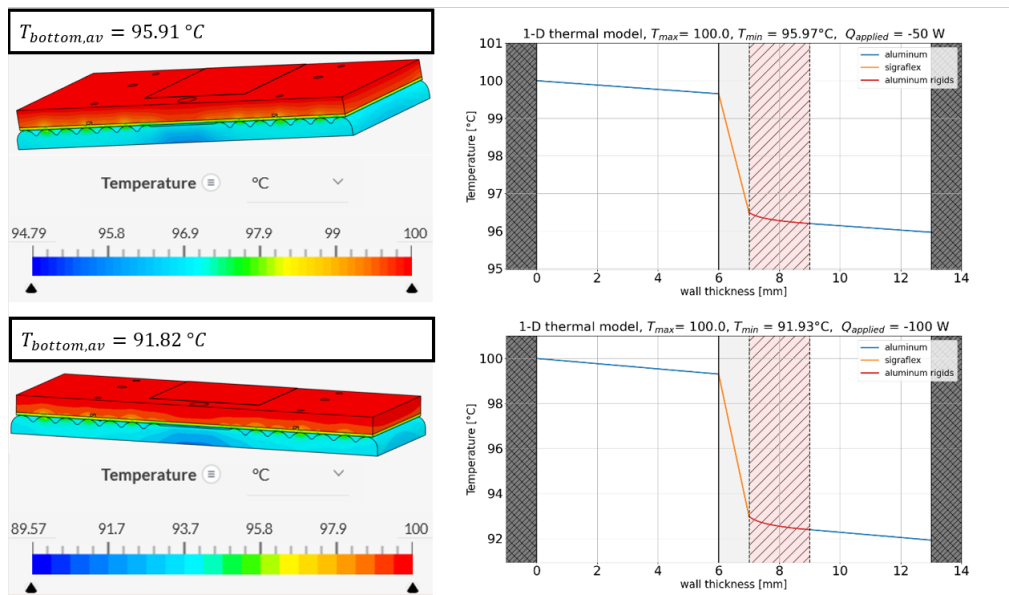 T_bottom,av = 95.91 °C
Temperature °C
94.79 95.8 96.9 97.9 99 100
1-D thermal model, T_max= 100.0, T_min = 95.97°C, Q_applied = -50 W
aluminum
sigraflex
aluminum rigids
Temperature [°C]
101
100
99
98
97
96
95
0 2 4 6 8 10 12 14
wall thickness [mm]
T_bottom,av = 91.82 °C
Temperature °C
89.57 91.7 93.7 95.8 97.9 100
1-D thermal model, T_max= 100.0, T_min = 91.93°C, Q_applied = -100 W
aluminum
sigraflex
aluminum rigids
Temperature [°C]
100
98
96
94
92
0 2 4 6 8 10 12 14
wall thickness [mm]